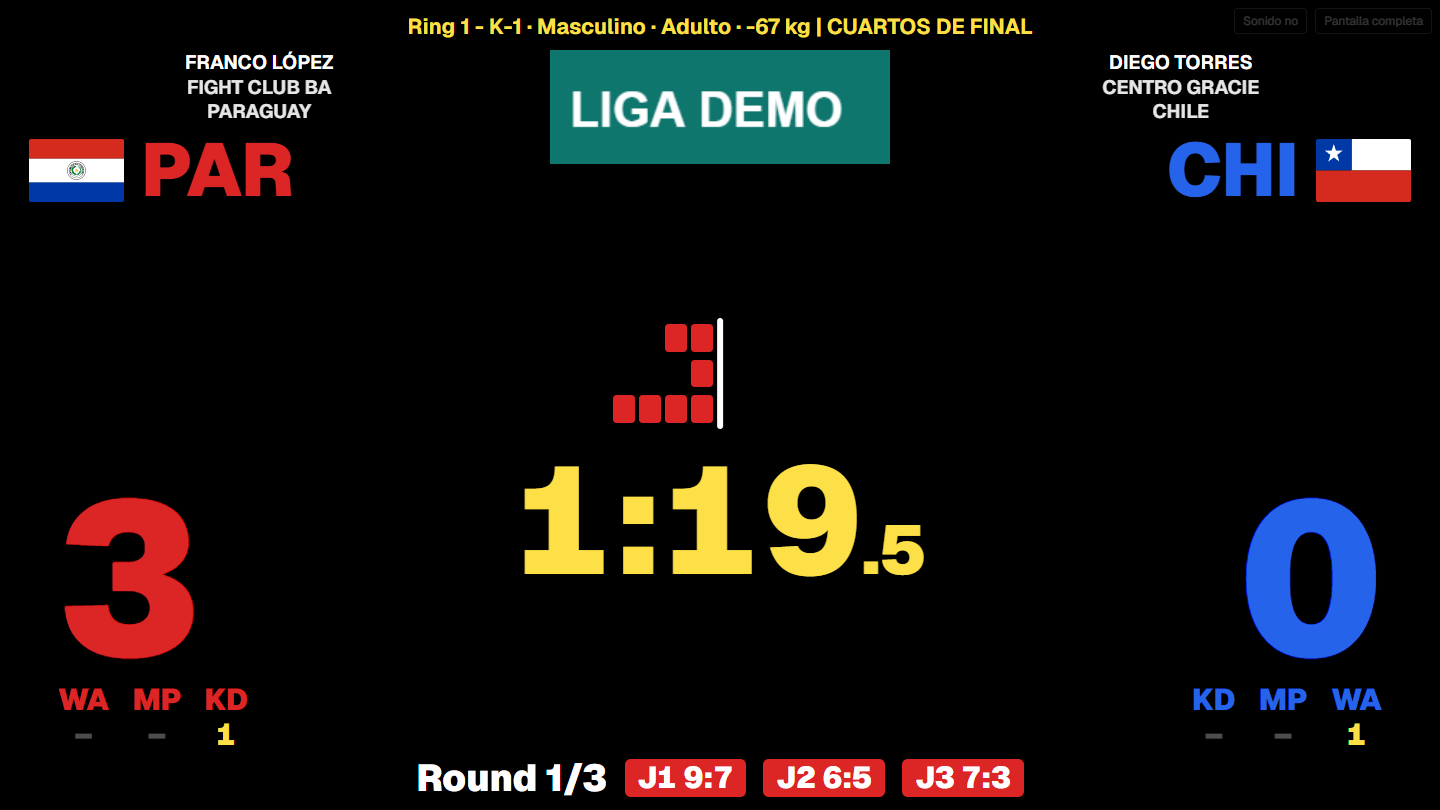 Ring 1 - K-1 · Masculino · Adulto · -67 kg | CUARTOS DE FINAL
Sonido no
Pantalla completa
FRANCO LÓPEZ
FIGHT CLUB BA
PARAGUAY
PAR
LIGA DEMO
DIEGO TORRES
CENTRO GRACIE
CHILE
CHI
1:19.5
3
WA MP KD
– – 1
0
KD MP WA
– – 1
Round 1/3 J1 9:7 J2 6:5 J3 7:3